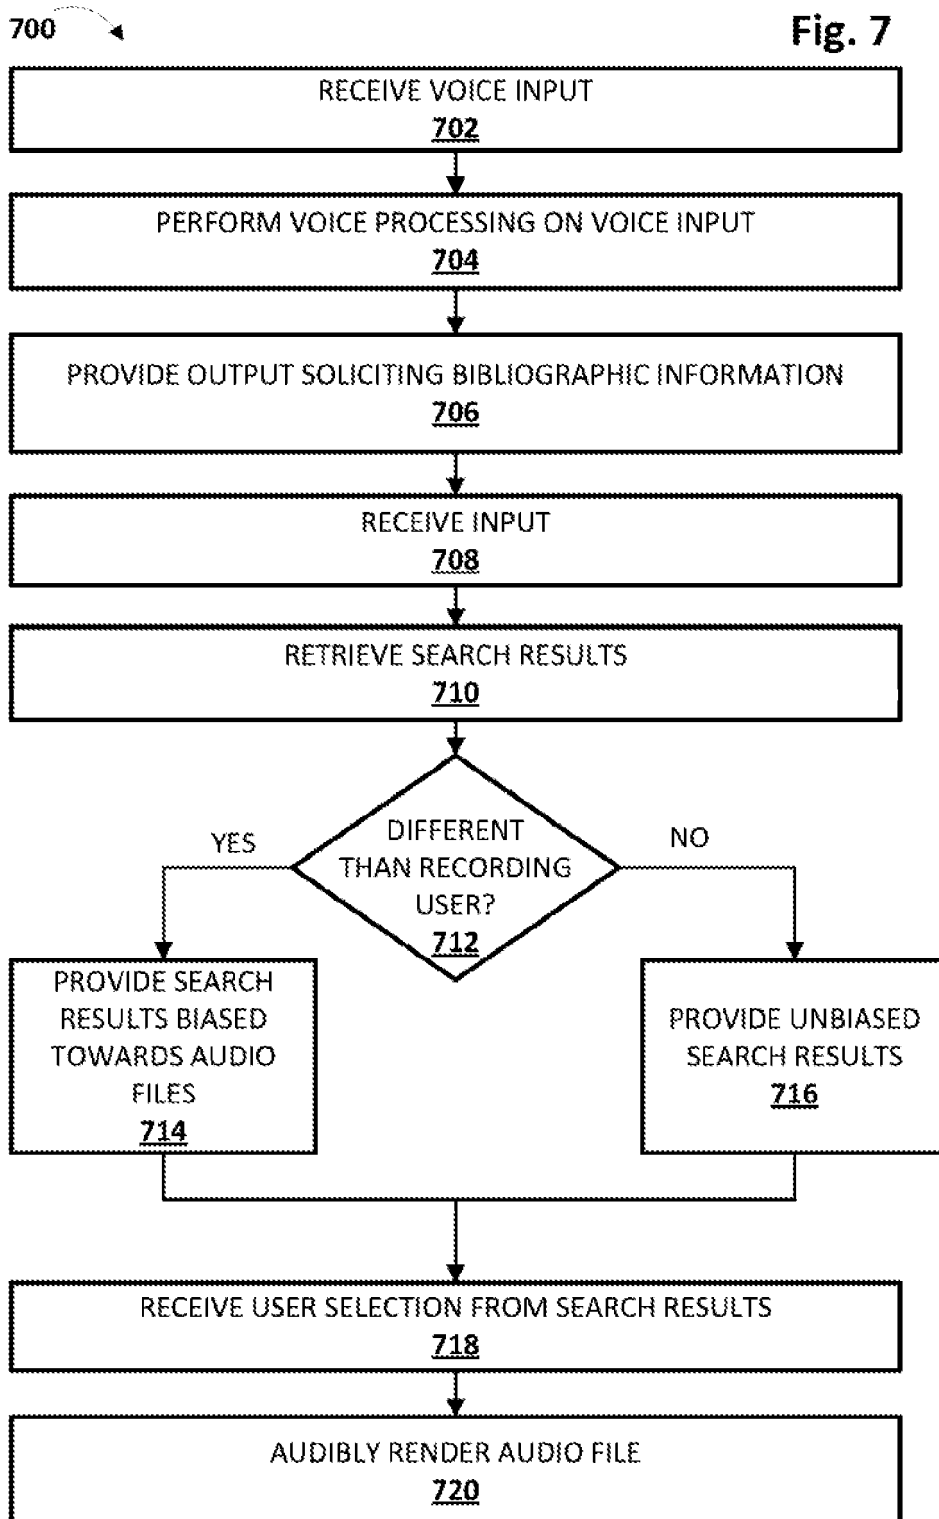 700
Fig. 7
RECEIVE VOICE INPUT
702
PERFORM VOICE PROCESSING ON VOICE INPUT
704
PROVIDE OUTPUT SOLICITING BIBLIOGRAPHIC INFORMATION
706
RECEIVE INPUT
708
RETRIEVE SEARCH RESULTS
710
DIFFERENT
THAN RECORDING
USER?
712
YES
NO
PROVIDE SEARCH
RESULTS BIASED
TOWARDS AUDIO
FILES
714
PROVIDE UNBIASED
SEARCH RESULTS
716
RECEIVE USER SELECTION FROM SEARCH RESULTS
718
AUDIBLY RENDER AUDIO FILE
720